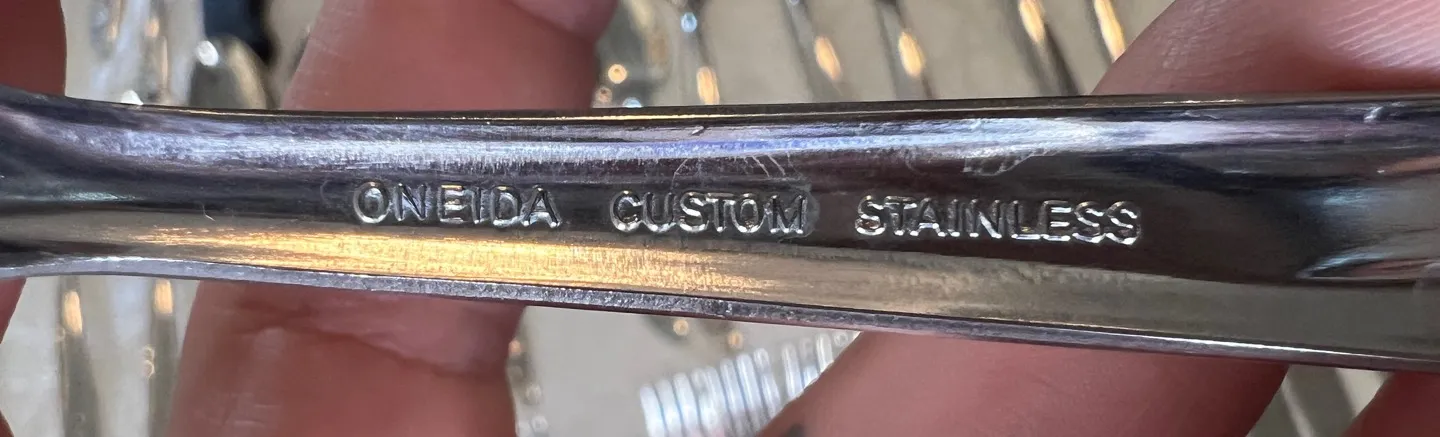 ONEIDA CUSTOM STAINLESS